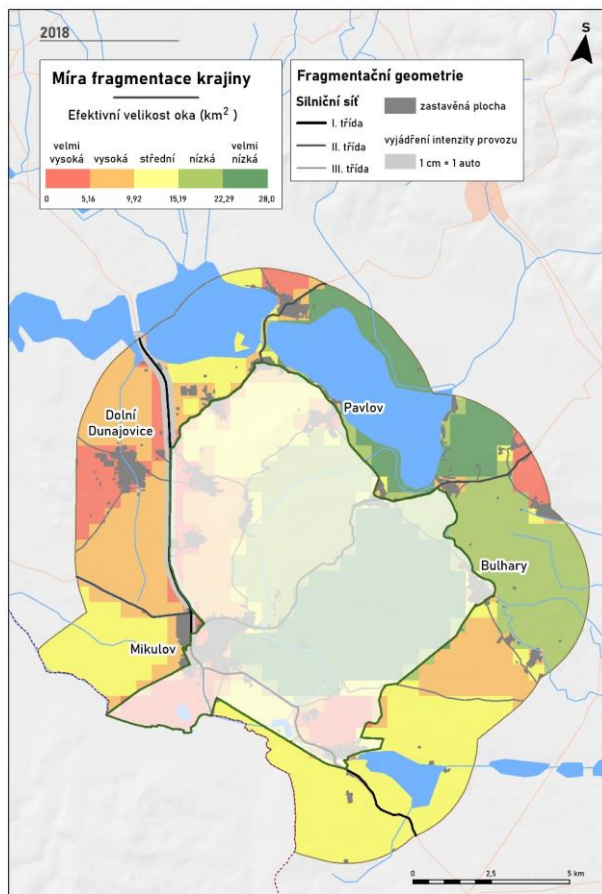 2018
S
Míra fragmentace krajiny
Efektivní velikost oka (km²)
velmi vysoká
vysoká
střední
nízká
velmi nízká
0
5,16
9,92
15,19
22,29
28,0
Fragmentační geometrie
Silniční síť
I. třída
II. třída
III. třída
zastavěná plocha
vyjádření intenzity provozu
1 cm = 1 auto
Dolní
Dunajovice
Pavlov
Bulhary
Mikulov
0
2,5
5 km